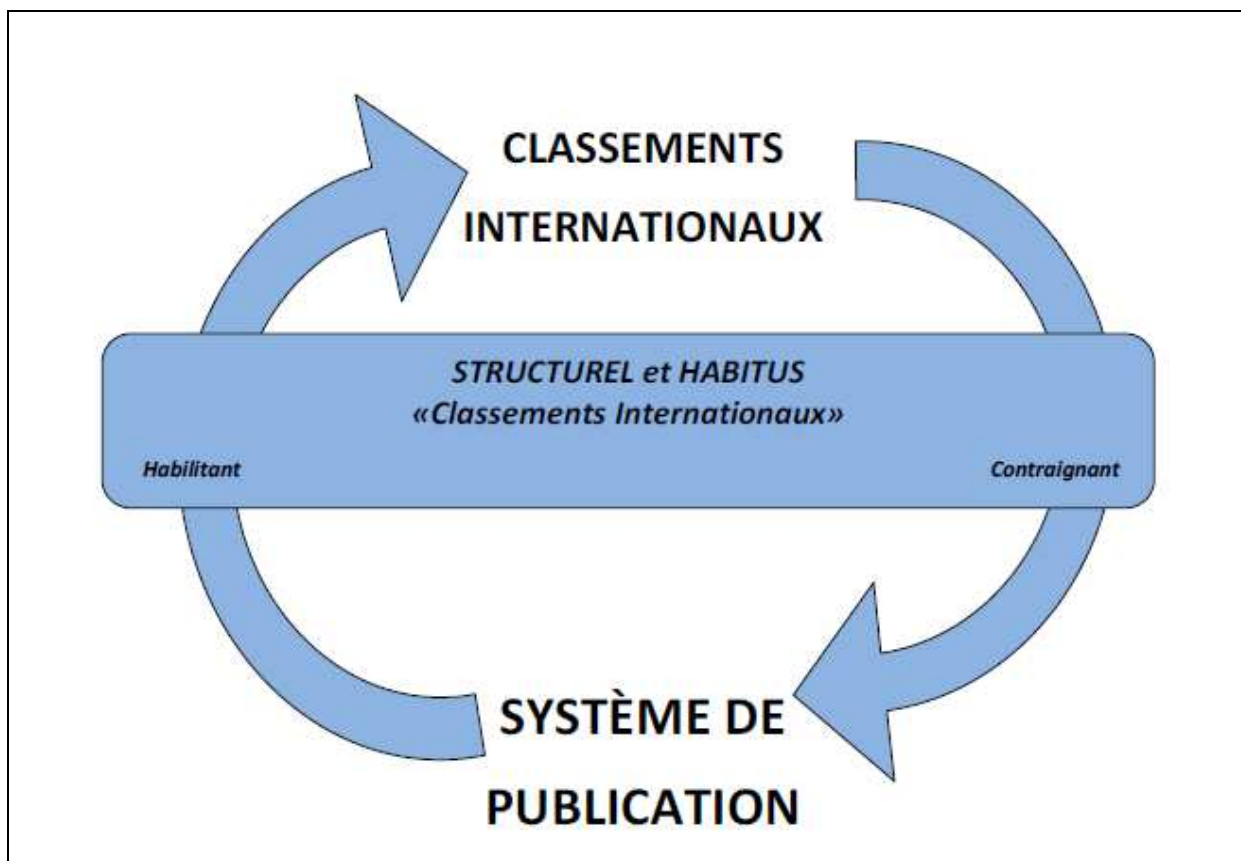 CLASSEMENTS
INTERNATIONAUX
STRUCTUREL et HABITUS
«Classements Internationaux»
Habilitant
Contraignant
SYSTÈME DE
PUBLICATION